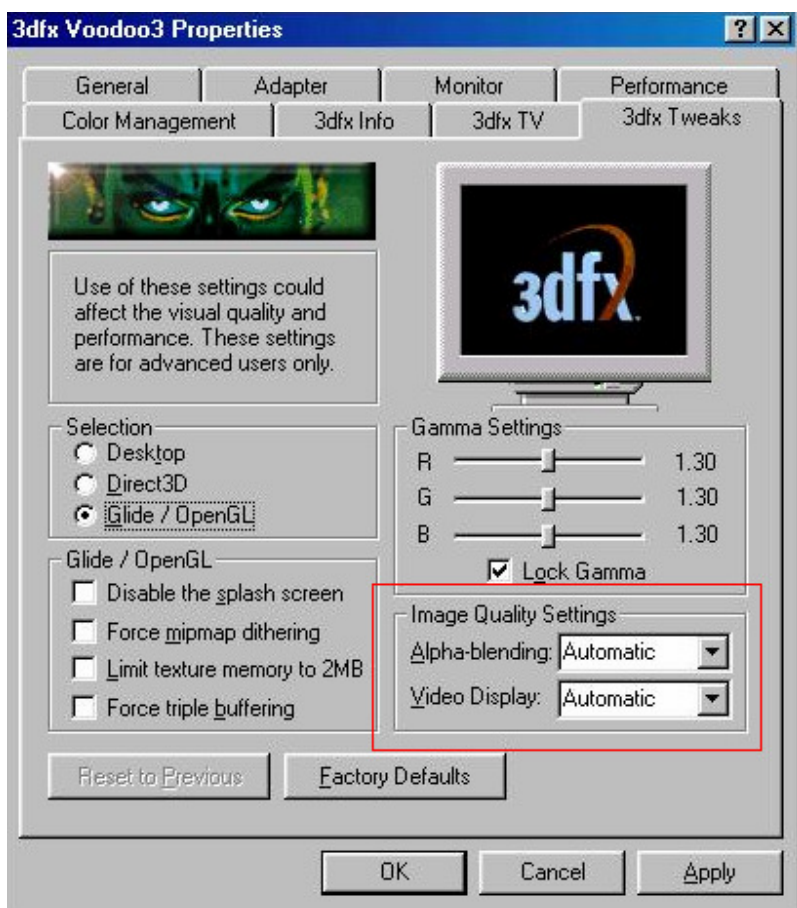 3dfx Voodoo3 Properties
?
General
Adapter
Monitor
Performance
Color Management
3dfx Info
3dfx TV
3dfx Tweaks
3dfx
Use of these settings could
affect the visual quality and
performance. These settings
are for advanced users only.
Selection
Desktop
Direct3D
Glide / OpenGL
Gamma Settings
R 1.30
G 1.30
B 1.30
Lock Gamma
Glide / OpenGL
Disable the splash screen
Force mipmap dithering
Limit texture memory to 2MB
Force triple buffering
Image Quality Settings
Alpha-blending: Automatic
Video Display: Automatic
Reset to Previous
Factory Defaults
OK
Cancel
Apply